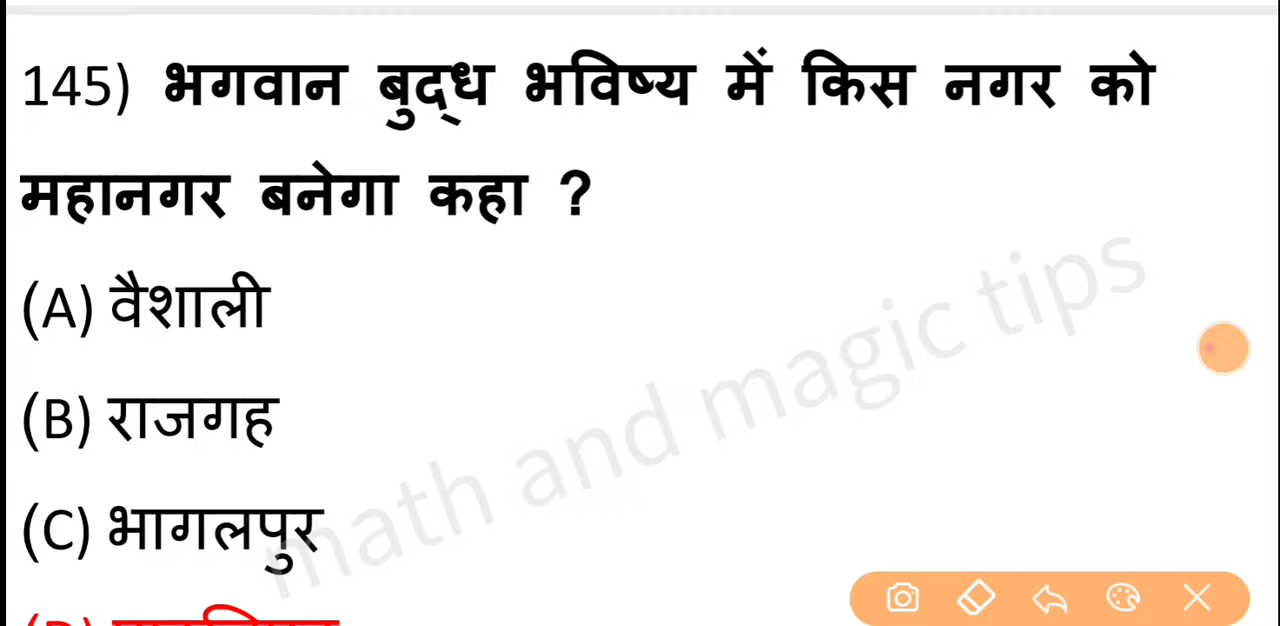 145) भगवान बुद्ध भविष्य में किस नगर को
महानगर बनेगा कहा ?
(A) वैशाली
(B) राजगह
(C) भागलपुर
math and magic tips